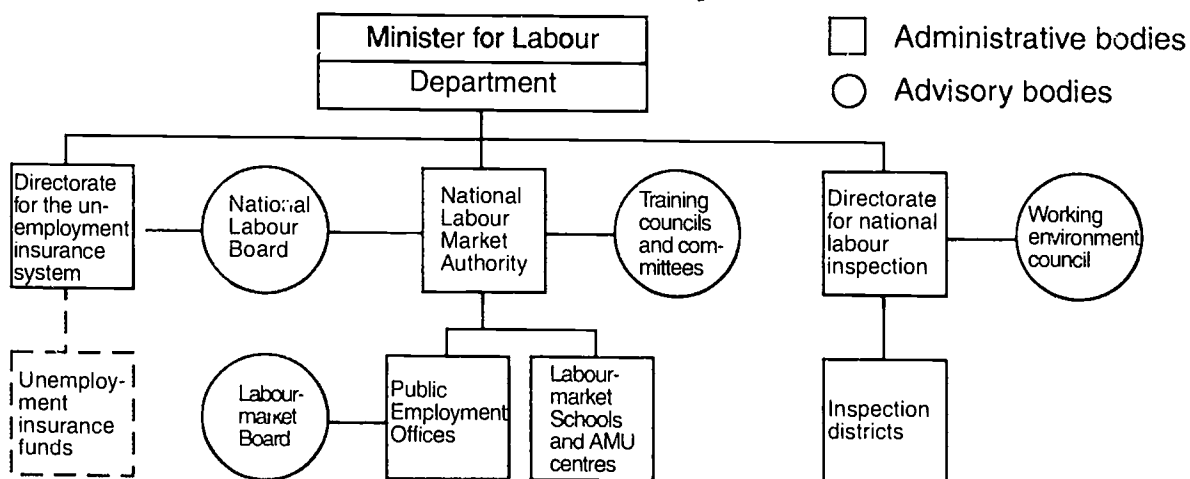 Minister for Labour
Department
Administrative bodies
Advisory bodies
Directorate
for the un-
employment
insurance
system
National
Labour
Board
National
Labour
Market
Authority
Training
councils
and com-
mittees
Directorate
for national
labour
inspection
Working
environment
council
Unemploy-
ment
insurance
funds
Labour-
market
Board
Public
Employment
Offices
Labour-
market
Schools
and AMU
centres
Inspection
districts